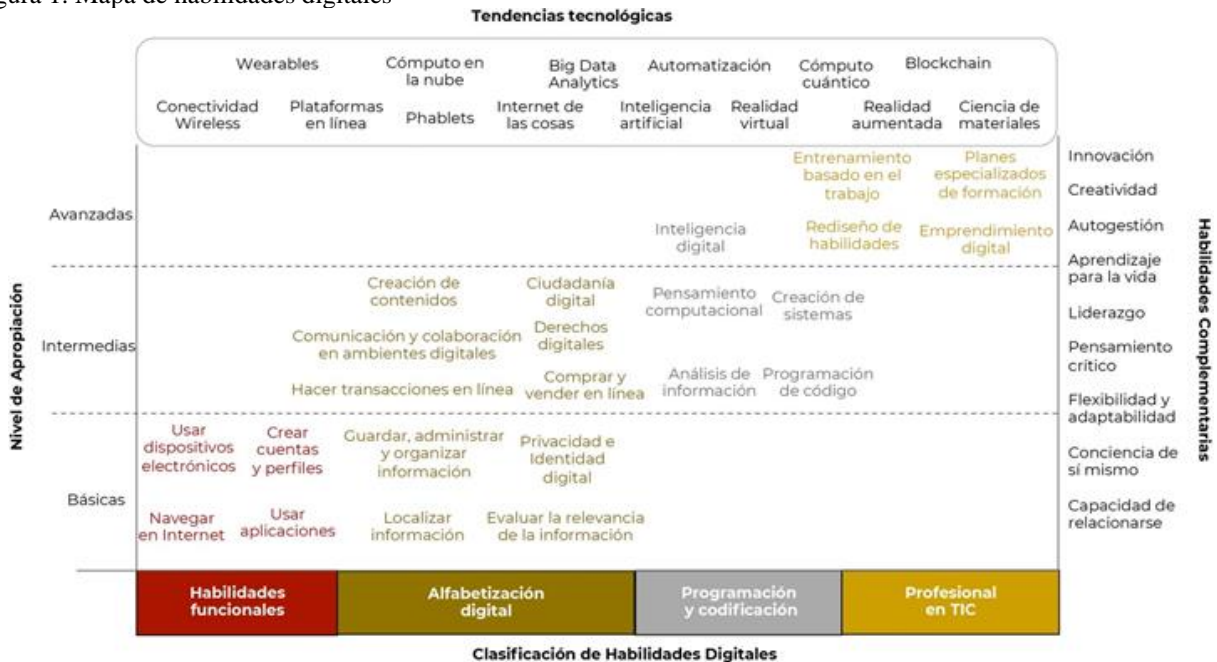 gura 1. Mapa de habilidades digitales
Tendencias tecnológicas
Wearables
Cómputo en
la nube
Big Data
Analytics
Automatización
Cómputo
cuántico
Blockchain
Conectividad
Wireless
Plataformas
en línea
Phablets
Internet de
las cosas
Inteligencia
artificial
Realidad
virtual
Realidad
aumentada
Ciencia de
materiales
Nivel de Apropiación
Avanzadas
Inteligencia
digital
Entrenamiento
basado en el
trabajo
Planes
especializados
de formación
Rediseño de
habilidades
Emprendimiento
digital
Intermedias
Creación de
contenidos
Ciudadanía
digital
Comunicación y colaboración
en ambientes digitales
Derechos
digitales
Hacer transacciones en línea
Comprar y
vender en línea
Pensamiento
computacional
Creación de
sistemas
Análisis de
información
Programación
de código
Básicas
Usar
dispositivos
electrónicos
Crear
cuentas
y perfiles
Guardar, administrar
y organizar
información
Privacidad e
Identidad
digital
Navegar
en Internet
Usar
aplicaciones
Localizar
información
Evaluar la relevancia
de la información
Innovación
Creatividad
Autogestión
Aprendizaje
para la vida
Liderazgo
Pensamiento
crítico
Flexibilidad y
adaptabilidad
Conciencia de
sí mismo
Capacidad de
relacionarse
Habilidades Complementarias
Habilidades
funcionales
Alfabetización
digital
Programación
y codificación
Profesional
en TIC
Clasificación de Habilidades Digitales